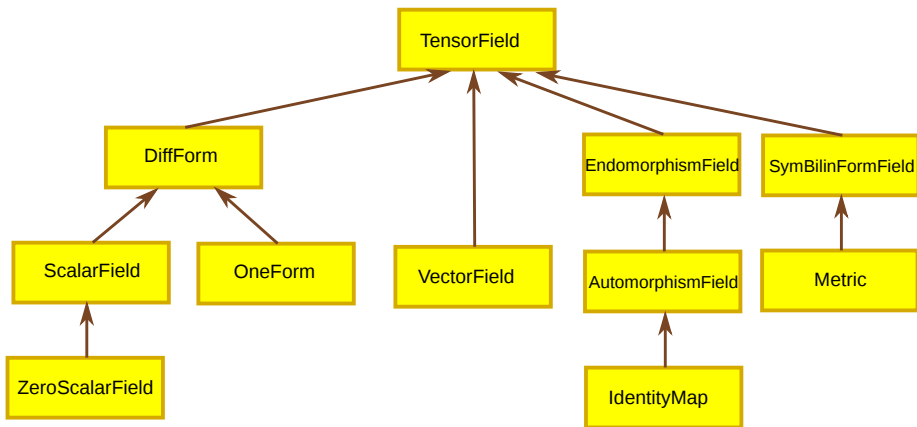 TensorField
DiffForm
EndomorphismField
SymBilinFormField
ScalarField
OneForm
VectorField
AutomorphismField
Metric
ZeroScalarField
IdentityMap